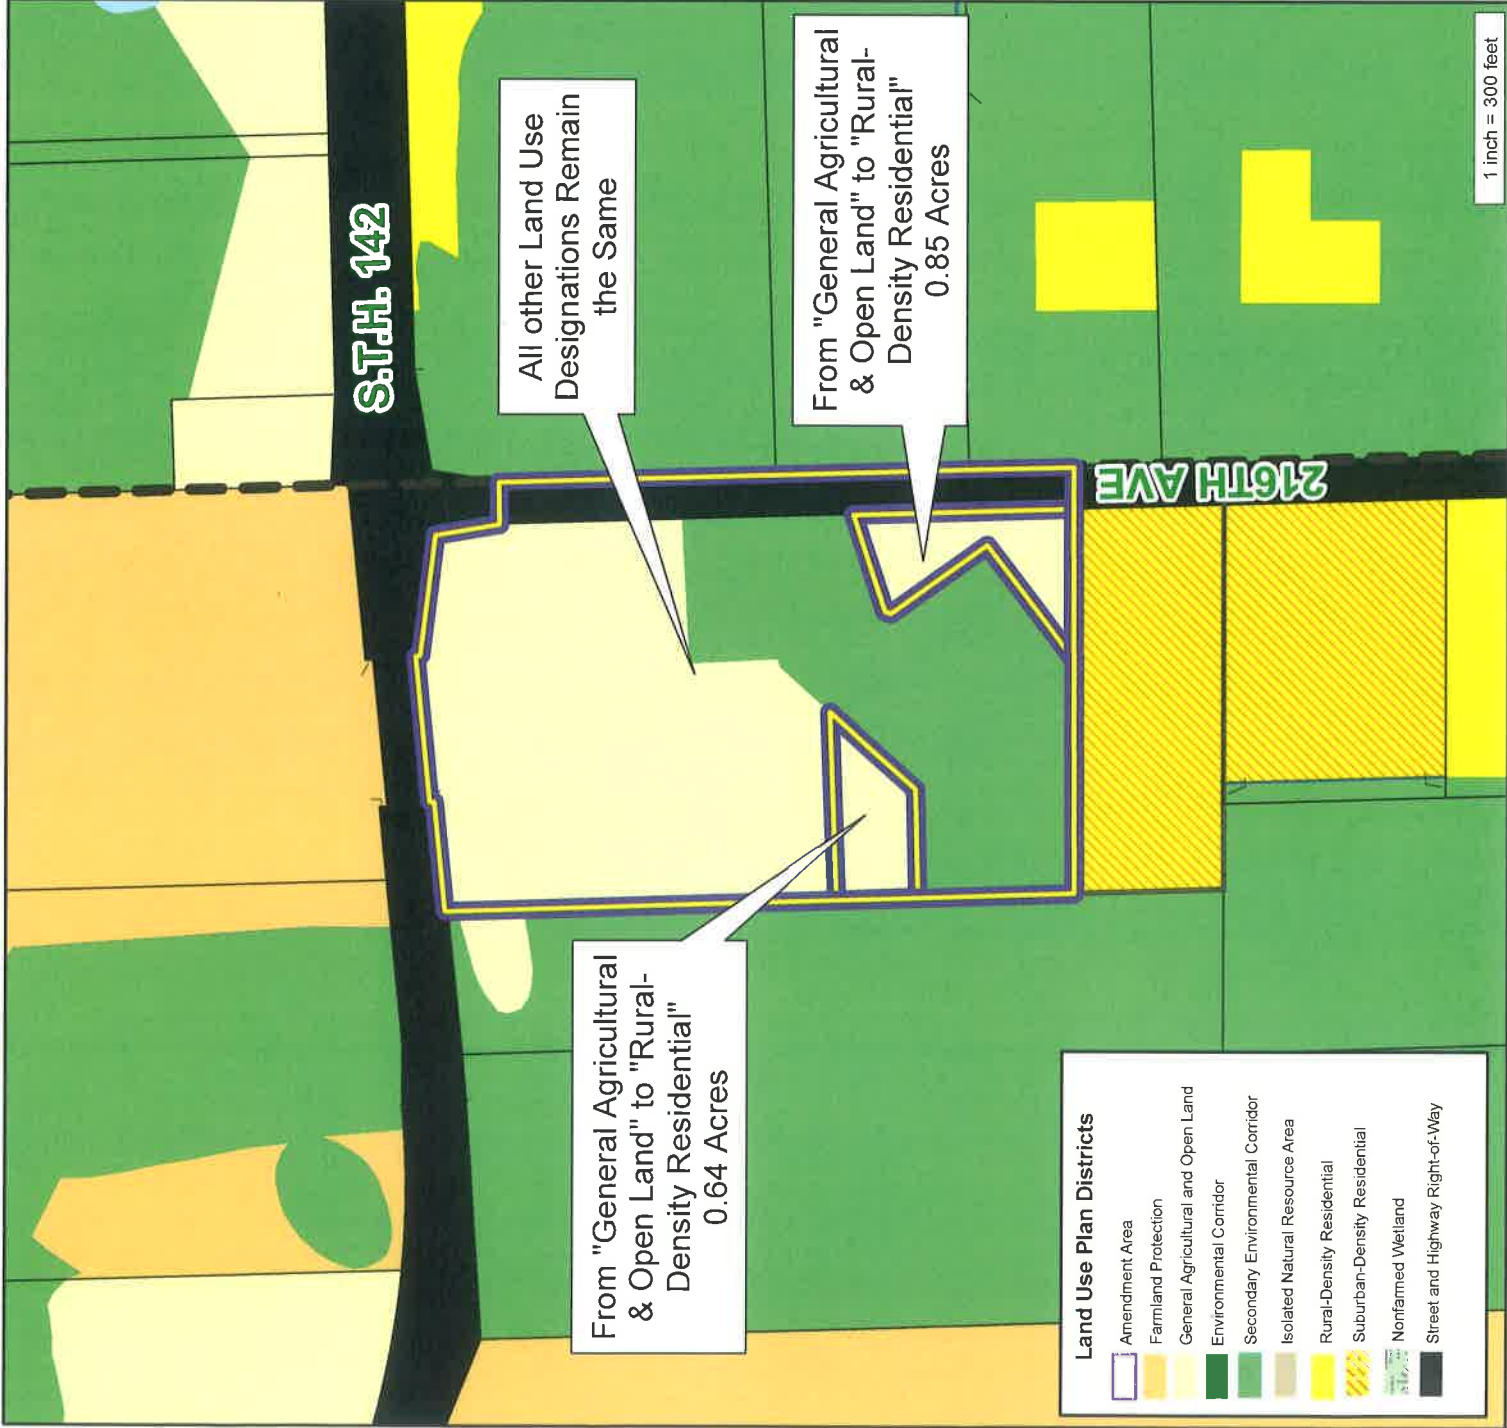 S.T.H. 142
All other Land Use
Designations Remain
the Same
From "General Agricultural
& Open Land" to "Rural-
Density Residential"
0.85 Acres
216TH AVE
From "General Agricultural
& Open Land" to "Rural-
Density Residential"
0.64 Acres
Land Use Plan Districts
Amendment Area
Farmland Protection
General Agricultural and Open Land
Environmental Corridor
Secondary Environmental Corridor
Isolated Natural Resource Area
Rural-Density Residential
Suburban-Density Residential
Nonfarmed Wetland
Street and Highway Right-of-Way
1 inch = 300 feet